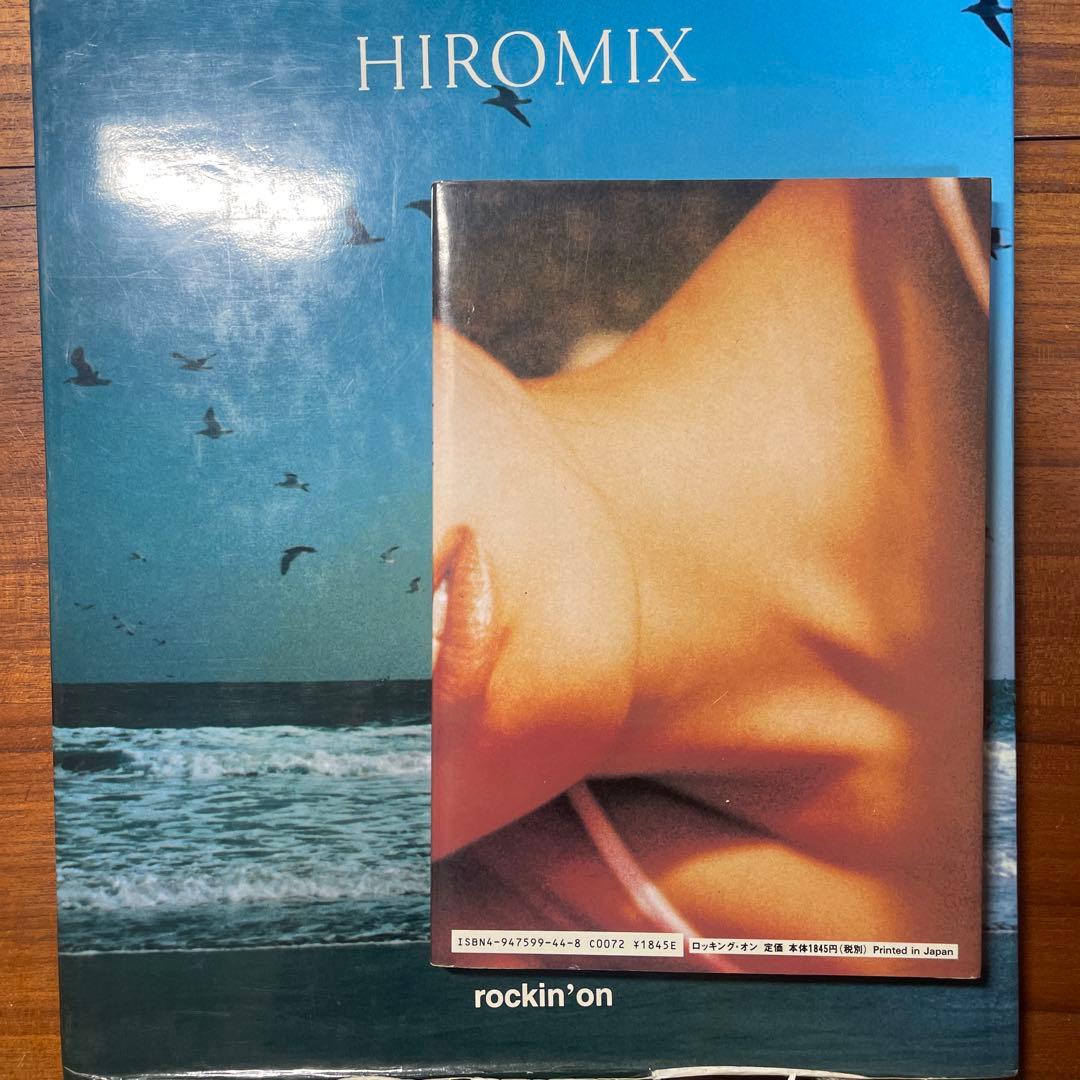 HIROMIX
ISBN4-947599-44-8 C0072 ¥1845E
ロッキング・オン 定価 本体1845円(税別) Printed in Japan
rockin'on